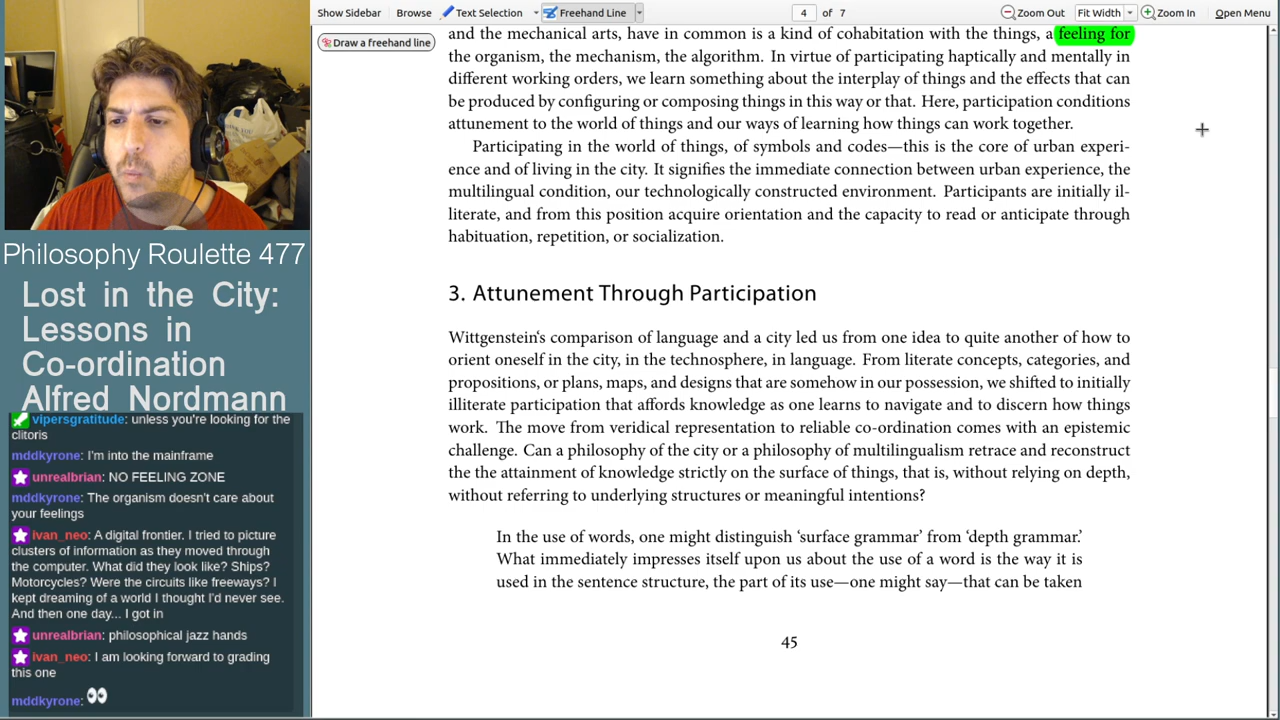 Show Sidebar Browse Text Selection Freehand Line 4 of 7 Zoom Out Fit Width Zoom In Open Menu
Draw a freehand line
and the mechanical arts, have in common is a kind of cohabitation with the things, a feeling for
the organism, the mechanism, the algorithm. In virtue of participating haptically and mentally in
different working orders, we learn something about the interplay of things and the effects that can
be produced by configuring or composing things in this way or that. Here, participation conditions
attunement to the world of things and our ways of learning how things can work together.
Participating in the world of things, of symbols and codes—this is the core of urban experi-
ence and of living in the city. It signifies the immediate connection between urban experience, the
multilingual condition, our technologically constructed environment. Participants are initially il-
literate, and from this position acquire orientation and the capacity to read or anticipate through
habituation, repetition, or socialization.
3. Attunement Through Participation
Wittgenstein‘s comparison of language and a city led us from one idea to quite another of how to
orient oneself in the city, in the technosphere, in language. From literate concepts, categories, and
propositions, or plans, maps, and designs that are somehow in our possession, we shifted to initially
illiterate participation that affords knowledge as one learns to navigate and to discern how things
work. The move from veridical representation to reliable co-ordination comes with an epistemic
challenge. Can a philosophy of the city or a philosophy of multilingualism retrace and reconstruct
the the attainment of knowledge strictly on the surface of things, that is, without relying on depth,
without referring to underlying structures or meaningful intentions?
In the use of words, one might distinguish ‘surface grammar’ from ‘depth grammar.’
What immediately impresses itself upon us about the use of a word is the way it is
used in the sentence structure, the part of its use—one might say—that can be taken
45
Philosophy Roulette 477
Lost in the City:
Lessons in
Co-ordination
Alfred Nordmann
vipersgratitude: unless you're looking for the
clitoris
mddkyrone: I'm into the mainframe
unrealbrian: NO FEELING ZONE
mddkyrone: The organism doesn't care about
your feelings
ivan_neo: A digital frontier. I tried to picture
clusters of information as they moved through
the computer. What did they look like? Ships?
Motorcycles? Were the circuits like freeways? I
kept dreaming of a world I thought I'd never see.
And then one day... I got in
unrealbrian: philosophical jazz hands
ivan_neo: I am looking forward to grading
this one
mddkyrone: 👀